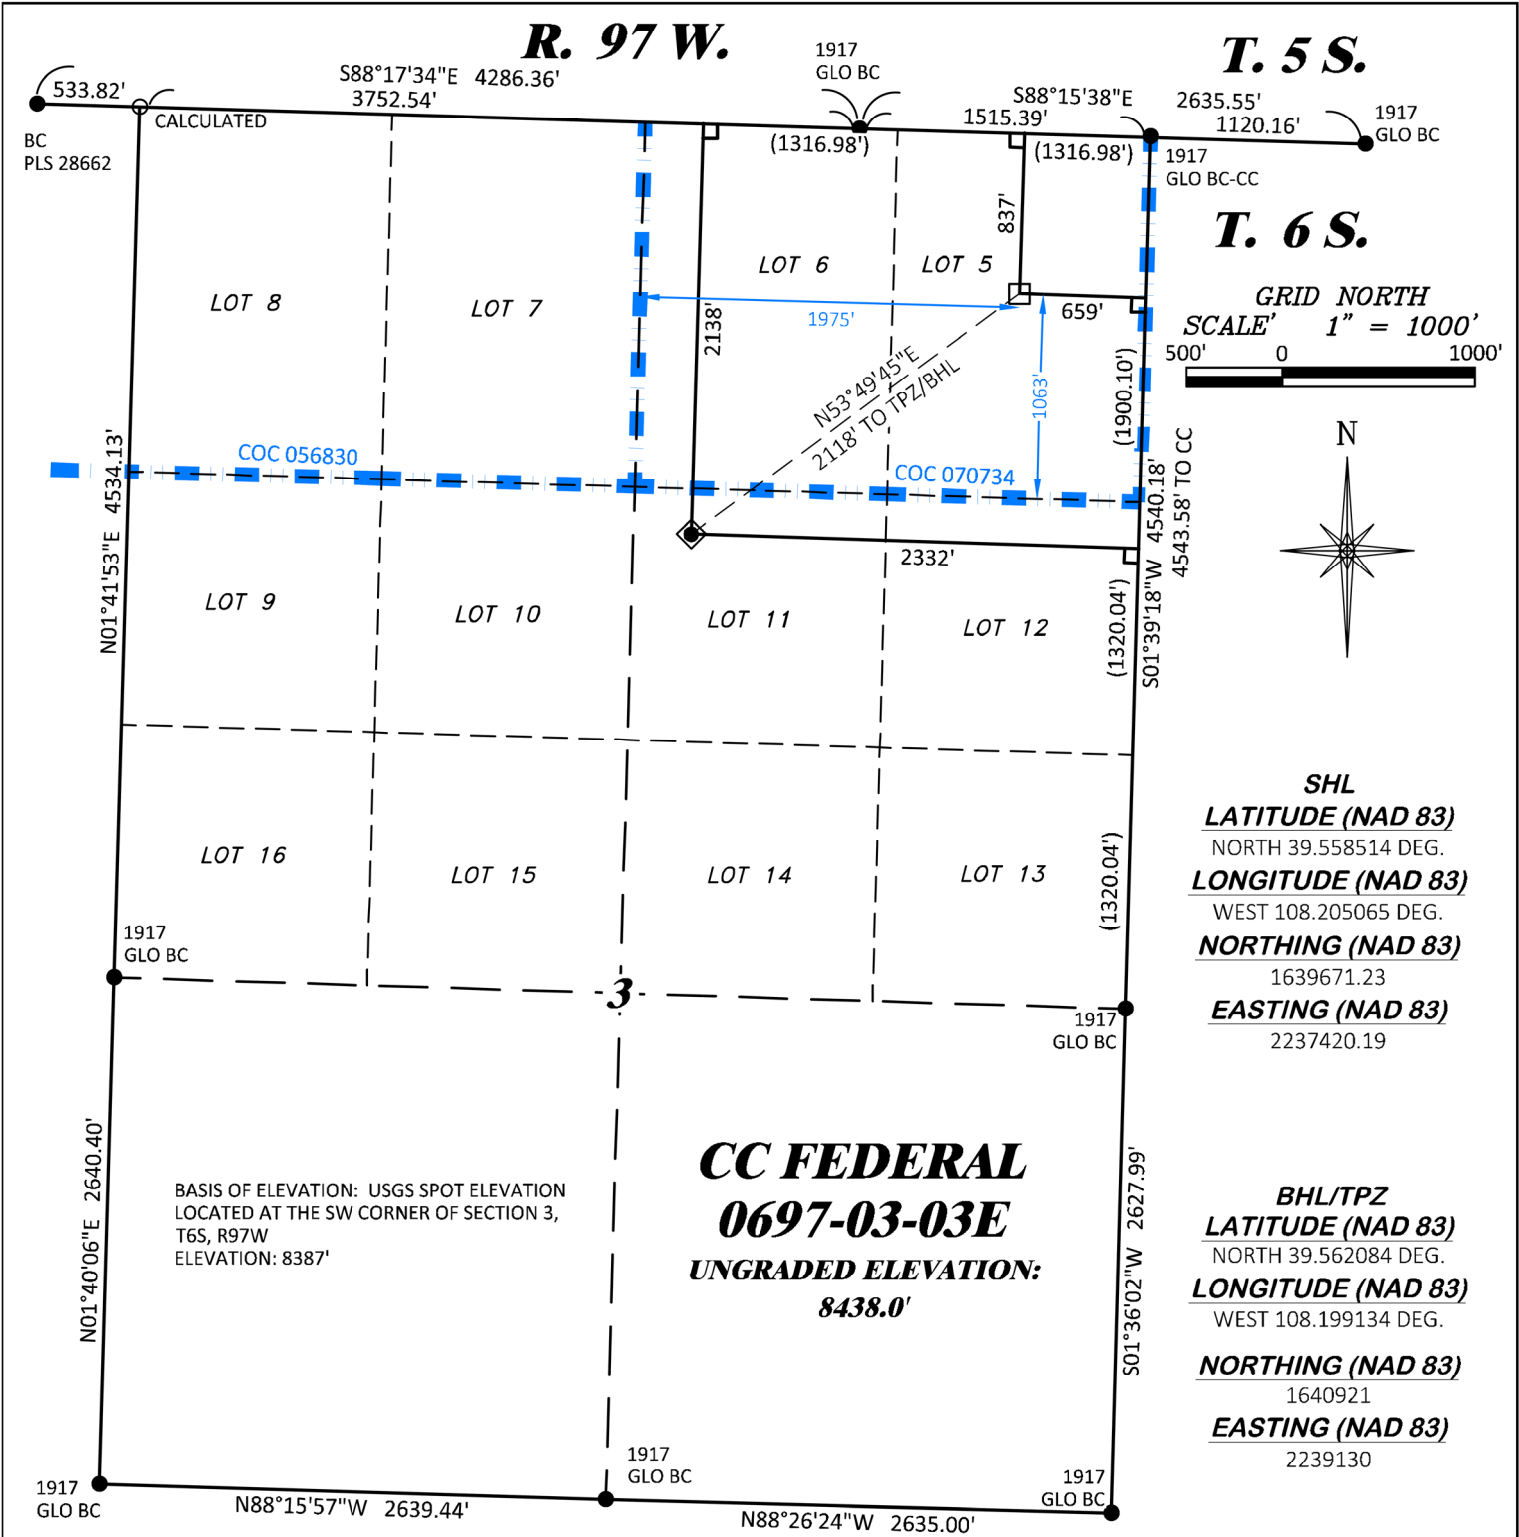 R. 97 W.
T. 5 S.
533.82'
S88°17'34"E 4286.36'
3752.54'
CALCULATED
BC
PLS 28662
1917
GLO BC
(1316.98')
S88°15'38"E 2635.55'
1515.39'
1120.16'
(1316.98')
1917
GLO BC
1917
GLO BC-CC
T. 6 S.
GRID NORTH
SCALE' 1" = 1000'
500' 0 1000'
N
LOT 8
LOT 7
LOT 6
LOT 5
837'
659'
1975'
2138'
1063'
N53°49'45"E
2118' TO TPZ/BHL
(1900.10')
COC 056830
COC 070734
N01°41'53"E 4534.13'
2332'
S01°39'18"W 4540.18'
4543.58' TO CC
(1320.04')
LOT 9
LOT 10
LOT 11
LOT 12
LOT 16
LOT 15
LOT 14
LOT 13
(1320.04')
1917
GLO BC
3
1917
GLO BC
SHL
LATITUDE (NAD 83)
NORTH 39.558514 DEG.
LONGITUDE (NAD 83)
WEST 108.205065 DEG.
NORTHING (NAD 83)
1639671.23
EASTING (NAD 83)
2237420.19
N01°40'06"E 2640.40'
BASIS OF ELEVATION: USGS SPOT ELEVATION
LOCATED AT THE SW CORNER OF SECTION 3,
T6S, R97W
ELEVATION: 8387'
CC FEDERAL
0697-03-03E
UNGRADED ELEVATION:
8438.0'
S01°36'02"W 2627.99'
BHL/TPZ
LATITUDE (NAD 83)
NORTH 39.562084 DEG.
LONGITUDE (NAD 83)
WEST 108.199134 DEG.
NORTHING (NAD 83)
1640921
EASTING (NAD 83)
2239130
1917
GLO BC
N88°15'57"W 2639.44'
1917
GLO BC
N88°26'24"W 2635.00'
1917
GLO BC